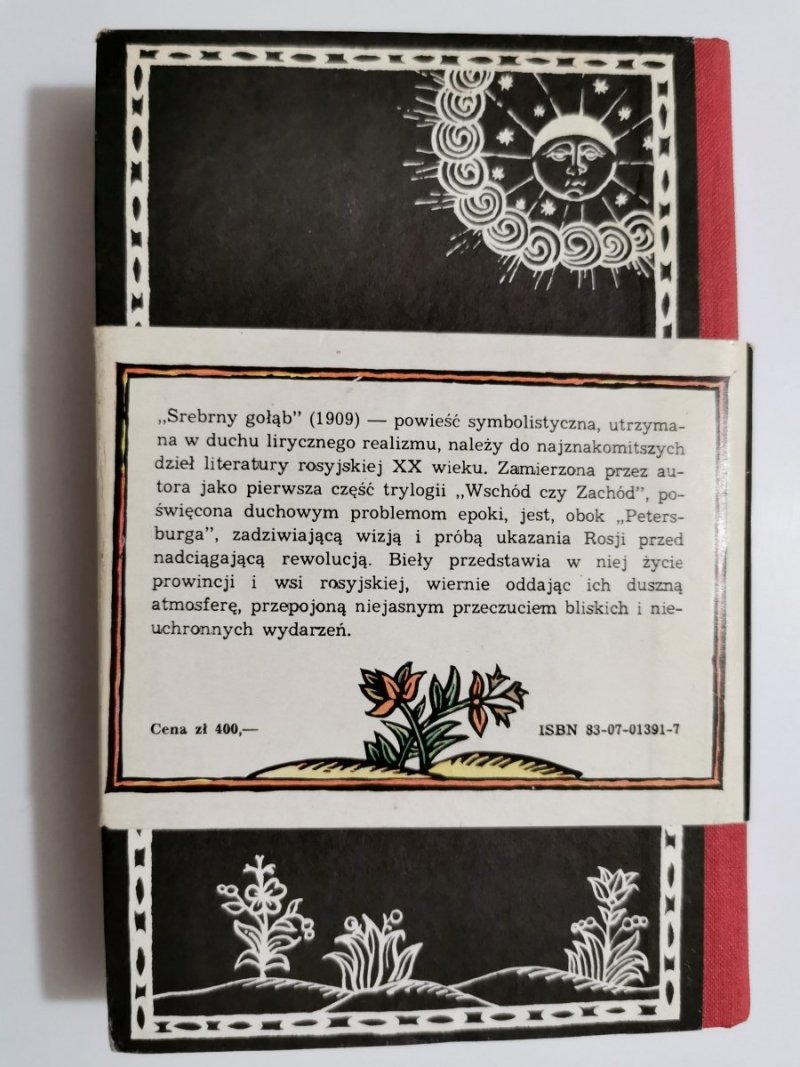 „Srebrny gołąb” (1909) — powieść symbolistyczna, utrzyma-
na w duchu lirycznego realizmu, należy do najznakomitszych
dzieł literatury rosyjskiej XX wieku. Zamierzona przez au-
tora jako pierwsza część trylogii „Wschód czy Zachód”, po-
święcona duchowym problemom epoki, jest, obok „Peters-
burga”, zadziwiającą wizją i próbą ukazania Rosji przed
nadciągającą rewolucją. Bieły przedstawia w niej życie
prowincji i wsi rosyjskiej, wiernie oddając ich duszną
atmosferę, przepojoną niejasnym przeczuciem bliskich i nie-
uchronnych wydarzeń.
Cena zł 400,—
ISBN 83-07-01391-7